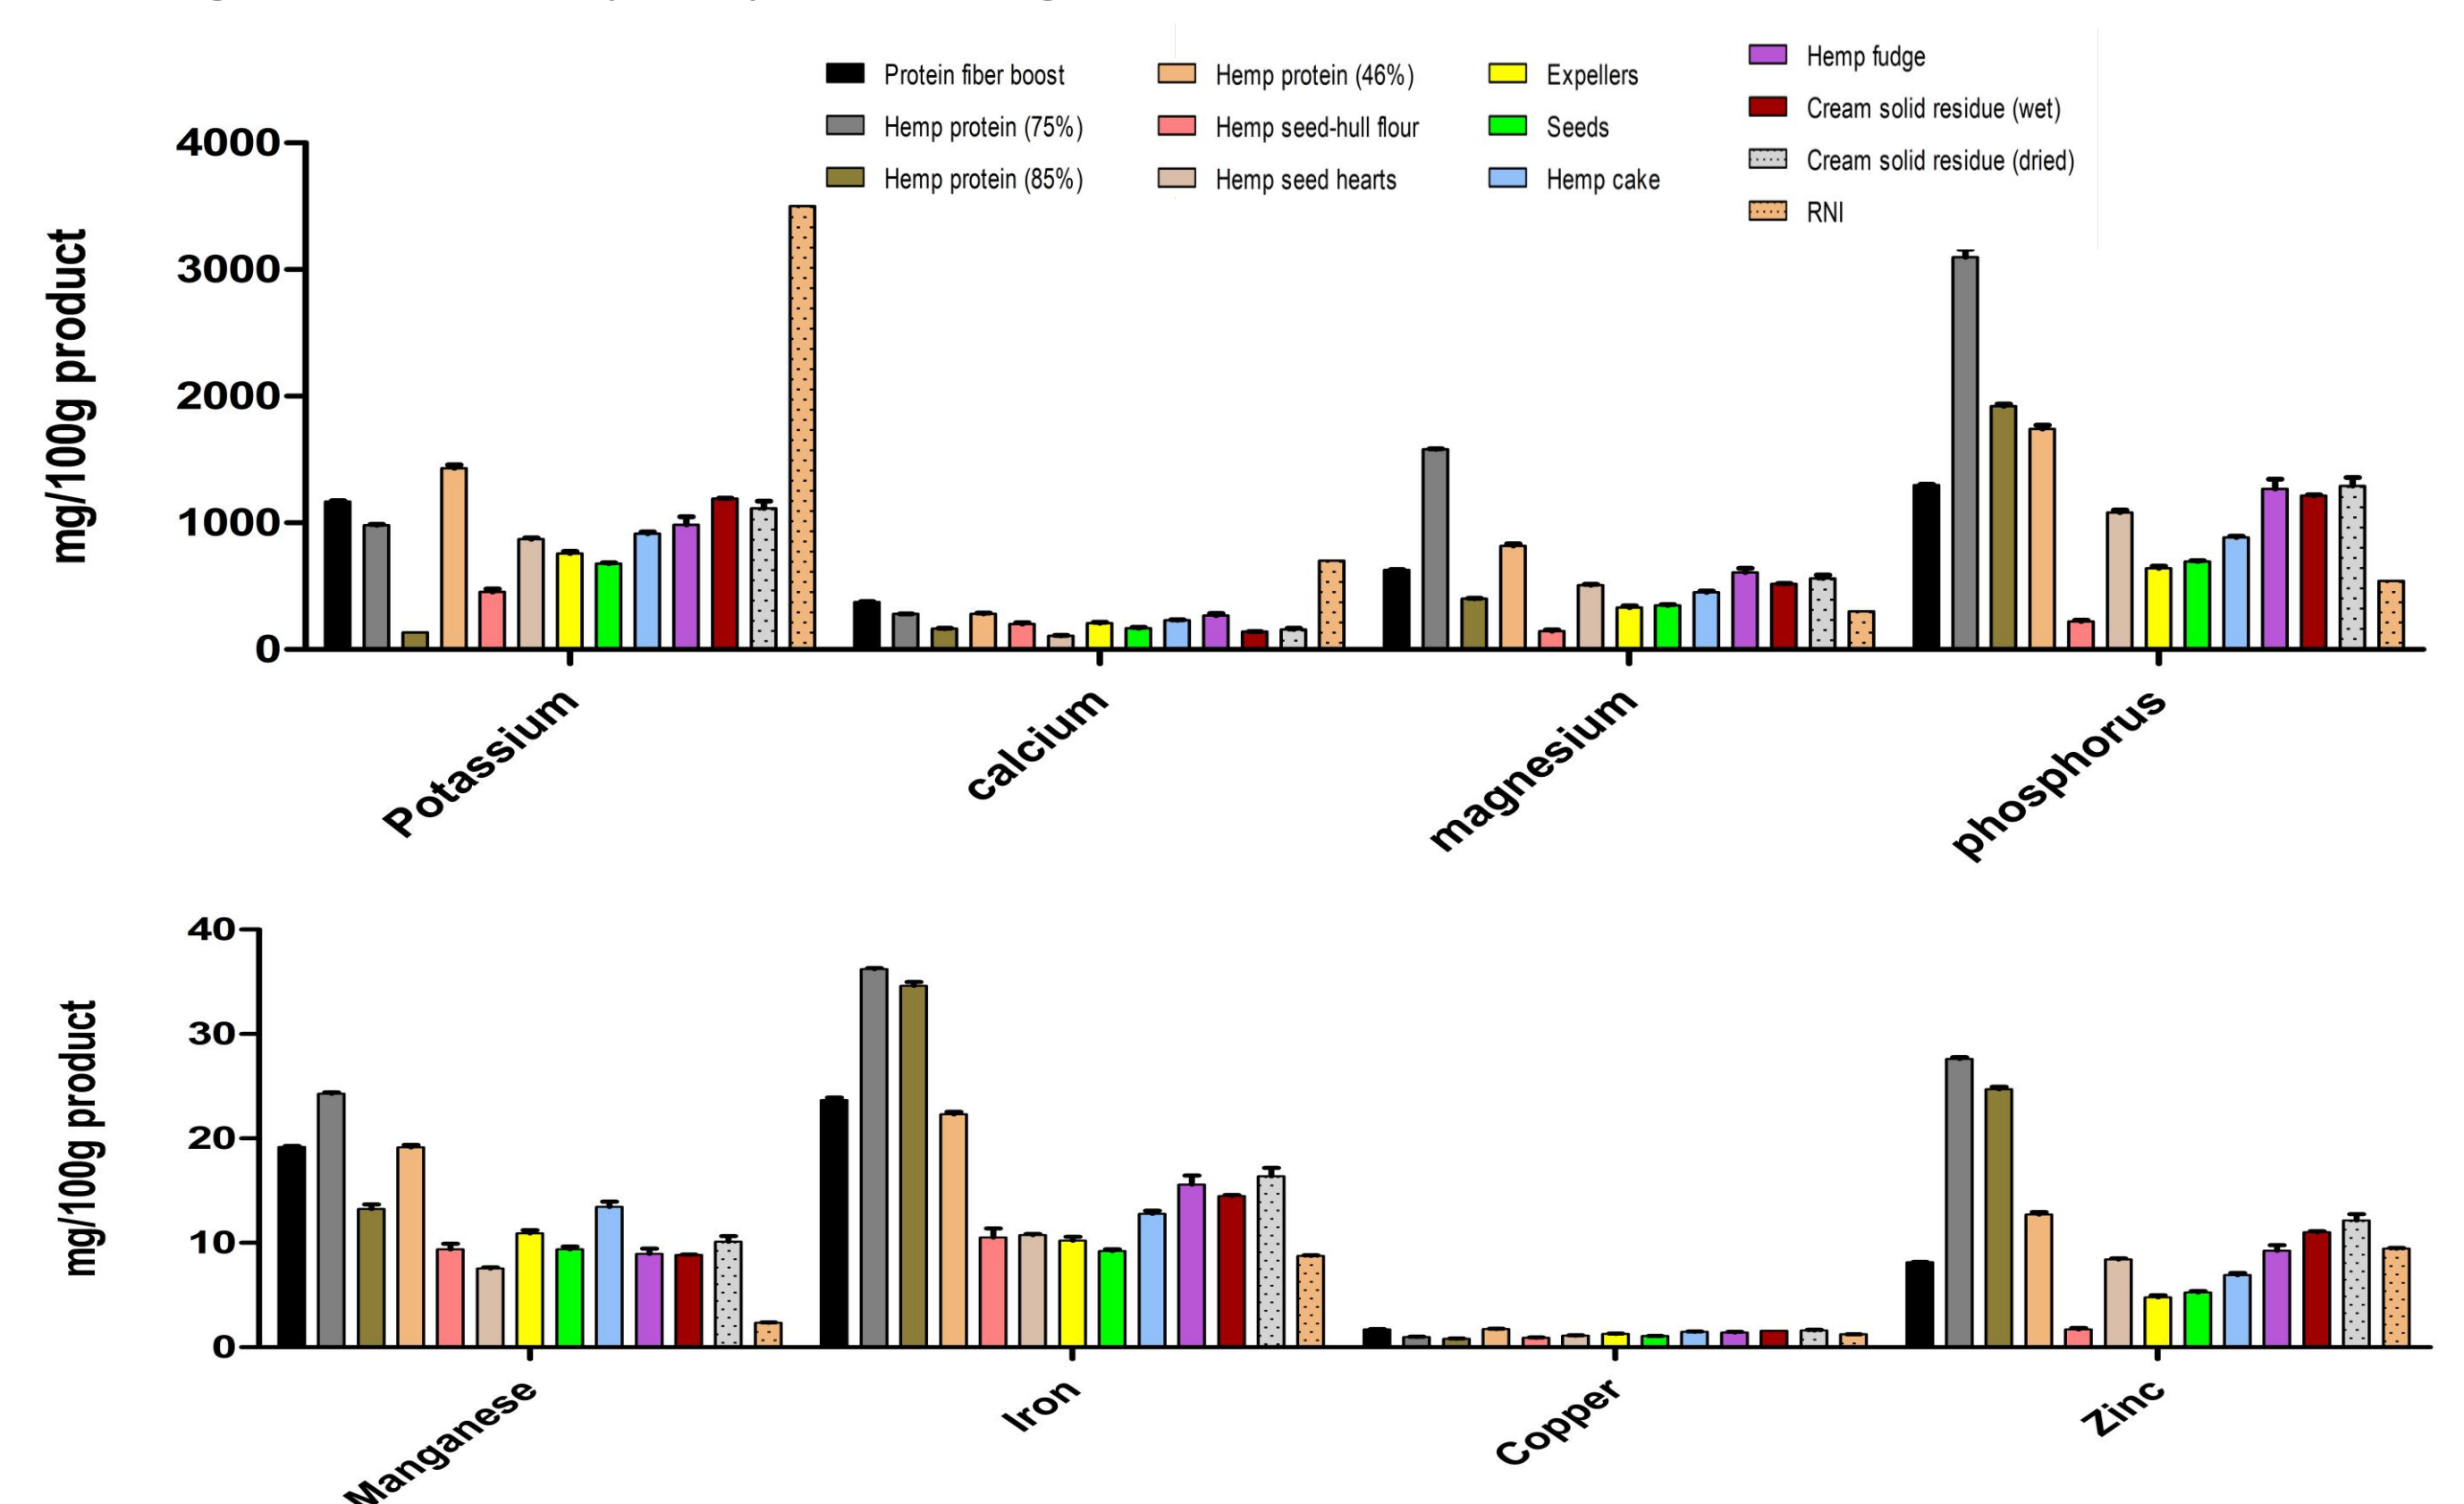 Protein fiber boost
Hemp protein (75%)
Hemp protein (85%)
Hemp protein (46%)
Hemp seed-hull flour
Hemp seed hearts
Expellers
Seeds
Hemp cake
Hemp fudge
Cream solid residue (wet)
Cream solid residue (dried)
RNI
mg/100g product
4000
3000
2000
1000
0
Potassium
calcium
magnesium
phosphorus
mg/100g product
40
30
20
10
0
Manganese
Iron
Copper
Zinc